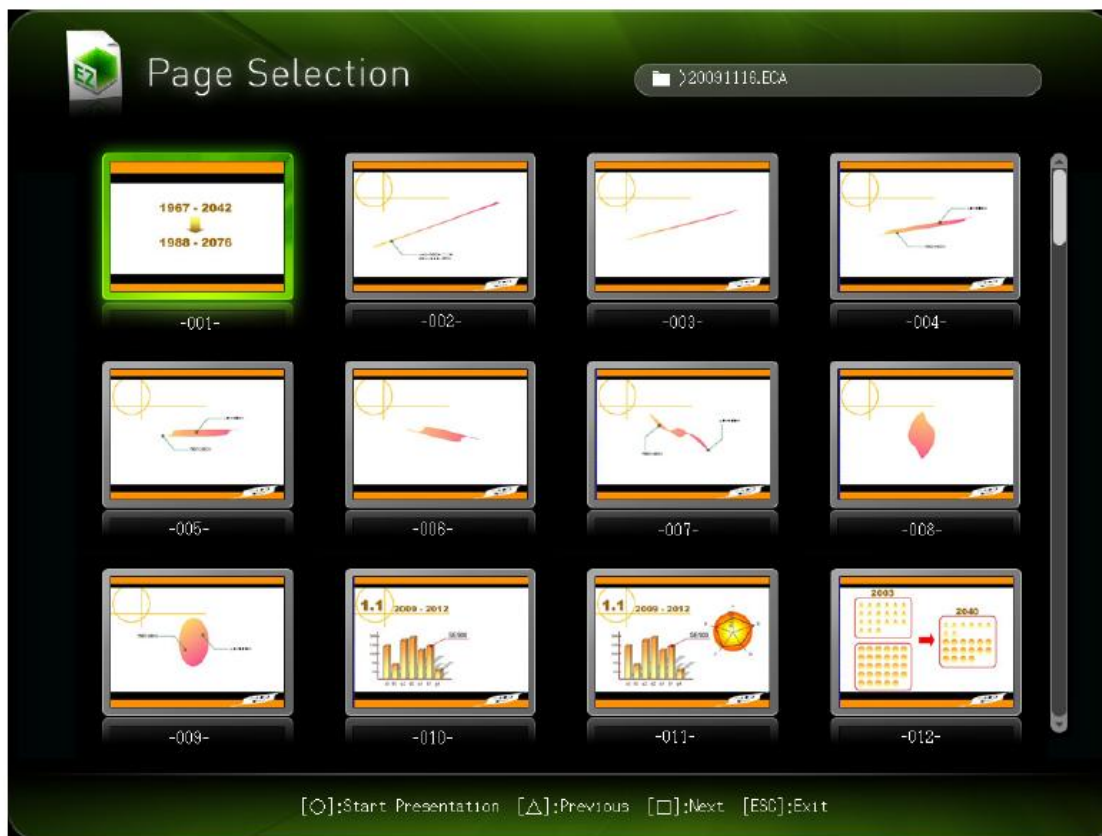 EZ
Page Selection
>20091116.ECA
1967 - 2042
1988 - 2076
-001-
-002-
-003-
-004-
-005-
-006-
-007-
-008-
-009-
1.1 2009 - 2012
-010-
1.1 2009 - 2012
-011-
2003
2040
-012-
[○]:Start Presentation [△]:Previous [□]:Next [ESC]:Exit